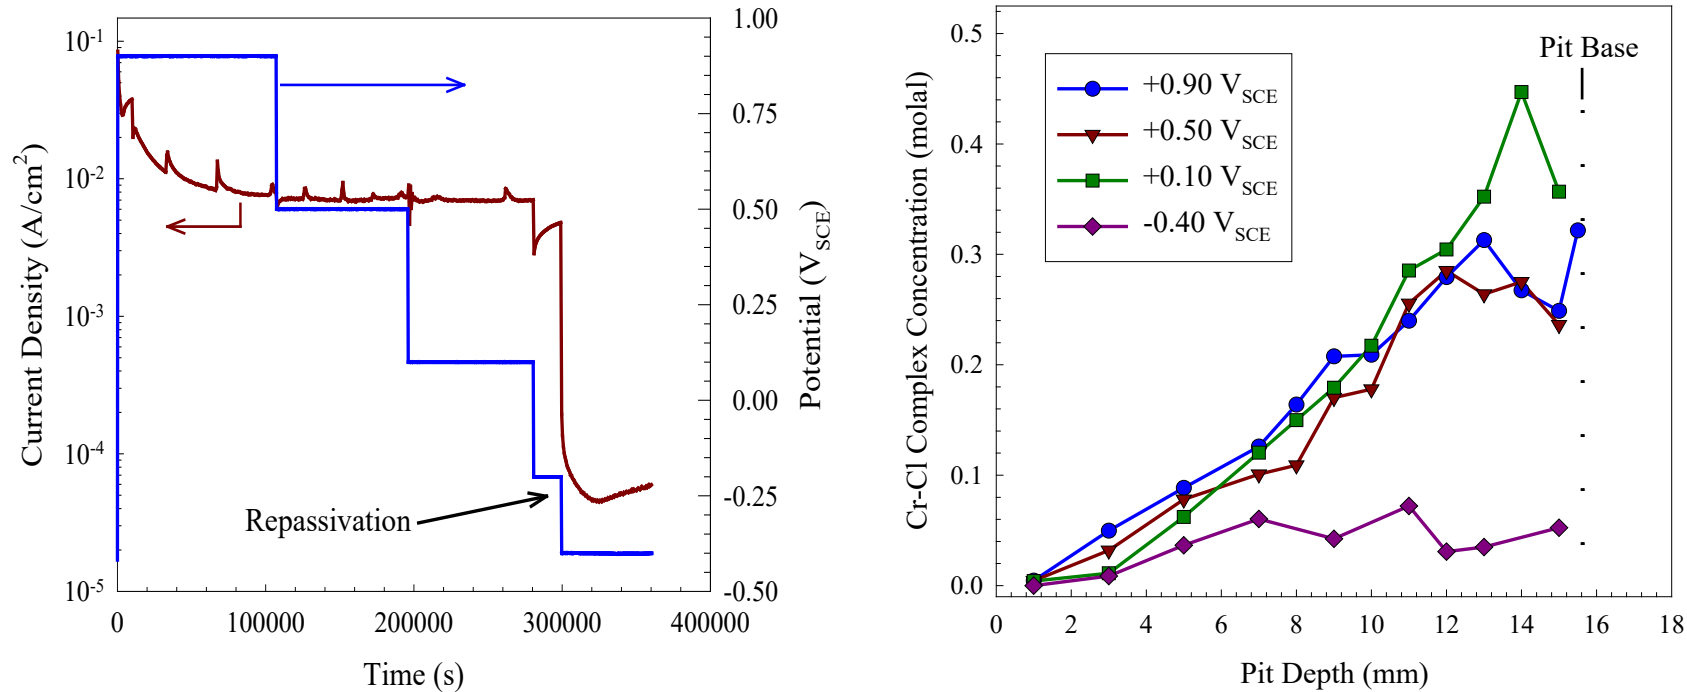 Current Density (A/cm²)
10⁻¹
10⁻²
10⁻³
10⁻⁴
10⁻⁵
1.00
0.75
0.50
0.25
0.00
-0.25
-0.50
Potential (V_SCE)
Repassivation
0 100000 200000 300000 400000
Time (s)
Cr-Cl Complex Concentration (molal)
0.5
0.4
0.3
0.2
0.1
0.0
Pit Base
+0.90 V_SCE
+0.50 V_SCE
+0.10 V_SCE
-0.40 V_SCE
0 2 4 6 8 10 12 14 16 18
Pit Depth (mm)